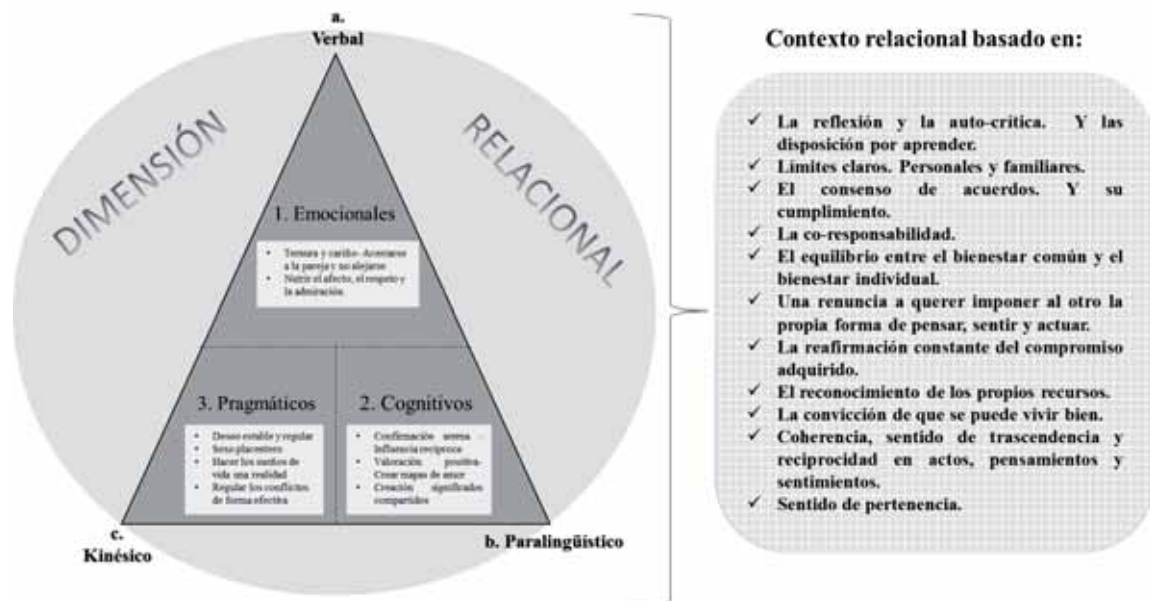 a.
Verbal
DIMENSIÓN
RELACIONAL
1. Emocionales
• Ternura y cariño- Acercarse
a la pareja y no alejarse
• Nutrir el afecto, el respeto y
la admiración.
3. Pragmáticos
• Deseo estable y regular
• Sexo placentero
• Hacer los sueños de
vida una realidad
• Regular los conflictos
de forma efectiva
2. Cognitivos
• Confirmación serena –
Influencia recíproca
• Valoración positiva-
Crear mapas de amor
• Creación significados
compartidos
c.
Kinésico
b. Paralingüístico
Contexto relacional basado en:
✓ La reflexión y la auto-crítica. Y las
disposición por aprender.
✓ Límites claros. Personales y familiares.
✓ El consenso de acuerdos. Y su
cumplimiento.
✓ La co-responsabilidad.
✓ El equilibrio entre el bienestar común y el
bienestar individual.
✓ Una renuncia a querer imponer al otro la
propia forma de pensar, sentir y actuar.
✓ La reafirmación constante del compromiso
adquirido.
✓ El reconocimiento de los propios recursos.
✓ La convicción de que se puede vivir bien.
✓ Coherencia, sentido de trascendencia y
reciprocidad en actos, pensamientos y
sentimientos.
✓ Sentido de pertenencia.